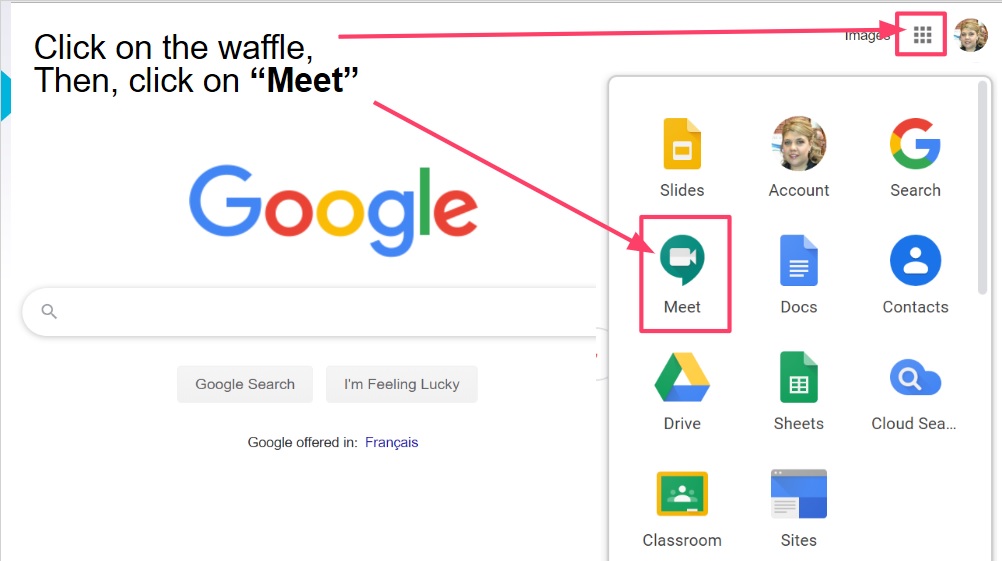 Click on the waffle,
Then, click on “Meet”
Images
Google
Google Search
I'm Feeling Lucky
Google offered in: Français
Slides
Account
Search
Meet
Docs
Contacts
Drive
Sheets
Cloud Sea...
Classroom
Sites